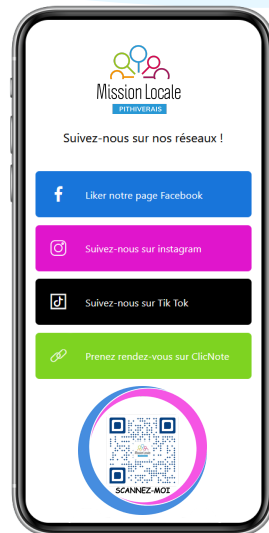 Mission Locale
PITHIVERAIS
Suivez-nous sur nos réseaux !
Liker notre page Facebook
Suivez-nous sur instagram
Suivez-nous sur Tik Tok
Prenez rendez-vous sur ClicNote
SCANNEZ-MOI